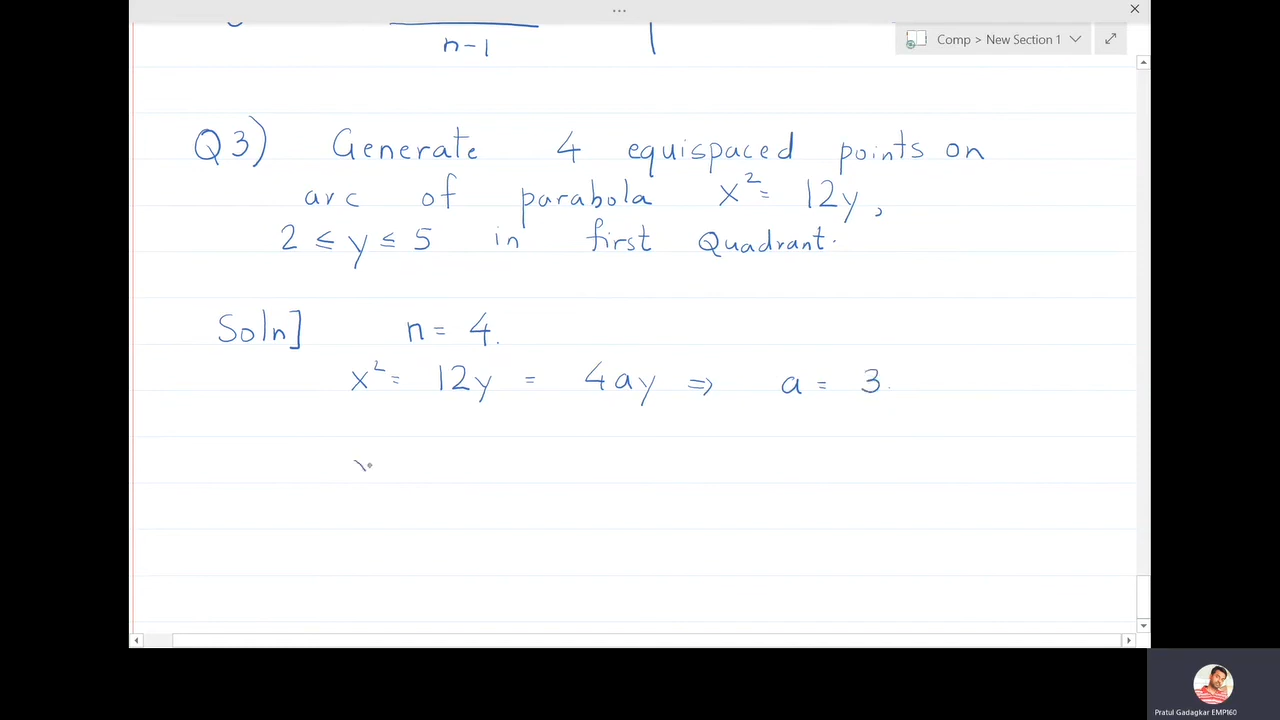 ...
Comp > New Section 1
n-1
Q3) Generate 4 equispaced points on
arc of parabola x² = 12y,
2 ≤ y ≤ 5 in first Quadrant.
Soln] n = 4.
x² = 12y = 4ay ⇒ a = 3.
Pratul Gadagkar EMP160